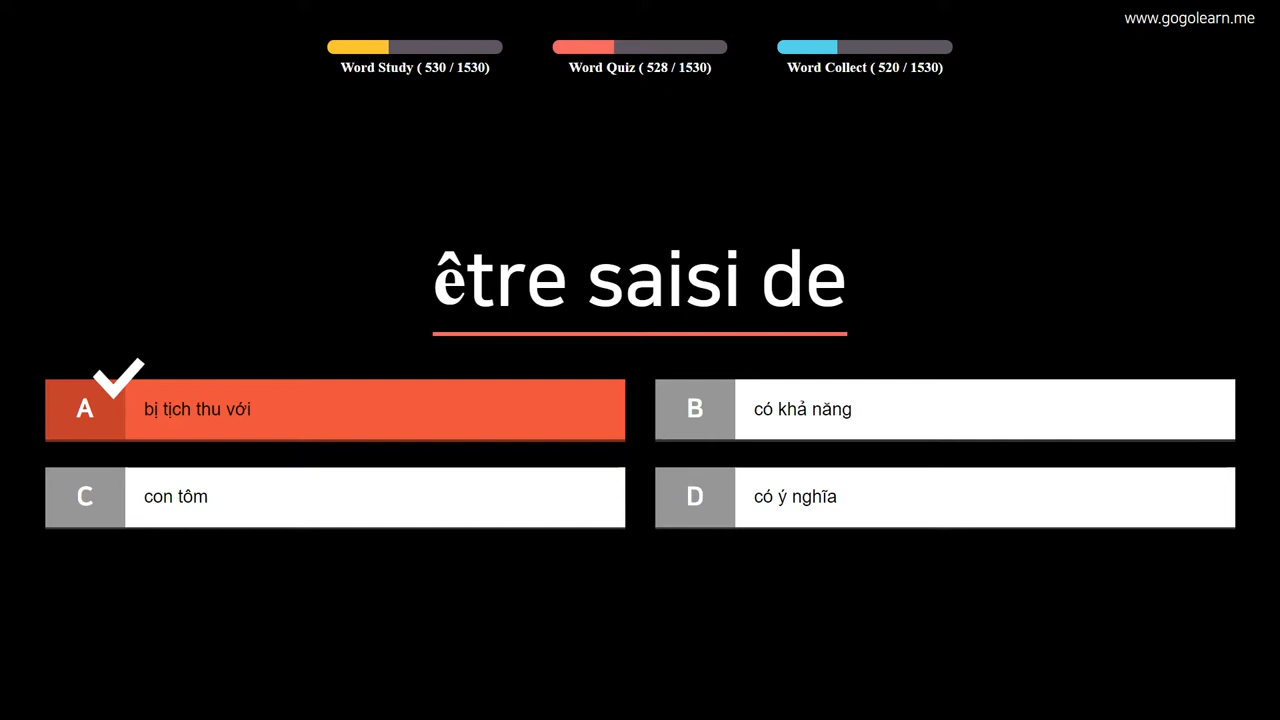 www.gogolearn.me
Word Study ( 530 / 1530)
Word Quiz ( 528 / 1530)
Word Collect ( 520 / 1530)
être saisi de
A bị tịch thu với
B có khả năng
C con tôm
D có ý nghĩa